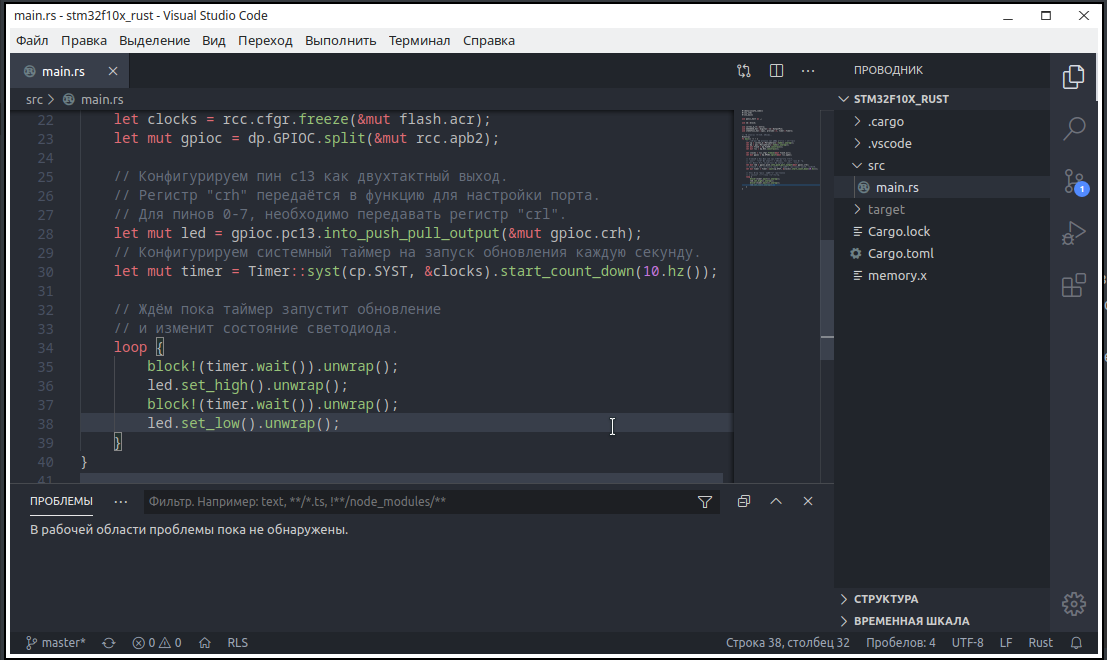 main.rs - stm32f10x_rust - Visual Studio Code
Файл Правка Выделение Вид Переход Выполнить Терминал Справка
main.rs
src > main.rs
22 let clocks = rcc.cfgr.freeze(&mut flash.acr);
23 let mut gpioc = dp.GPIOC.split(&mut rcc.apb2);
24
25 // Конфигурируем пин c13 как двухтактный выход.
26 // Регистр "crh" передаётся в функцию для настройки порта.
27 // Для пинов 0-7, необходимо передавать регистр "crl".
28 let mut led = gpioc.pc13.into_push_pull_output(&mut gpioc.crh);
29 // Конфигурируем системный таймер на запуск обновления каждую секунду.
30 let mut timer = Timer::syst(cp.SYST, &clocks).start_count_down(10.hz());
31
32 // Ждём пока таймер запустит обновление
33 // и изменит состояние светодиода.
34 loop {
35 block!(timer.wait()).unwrap();
36 led.set_high().unwrap();
37 block!(timer.wait()).unwrap();
38 led.set_low().unwrap();
39 }
40 }
41
ПРОВОДНИК
STM32F10X_RUST
.cargo
.vscode
src
main.rs
target
Cargo.lock
Cargo.toml
memory.x
1
СТРУКТУРА
ВРЕМЕННАЯ ШКАЛА
ПРОБЛЕМЫ ··· Фильтр. Например: text, **/*.ts, !**/node_modules/**
В рабочей области проблемы пока не обнаружены.
master* 0 0 RLS Строка 38, столбец 32 Пробелов: 4 UTF-8 LF Rust